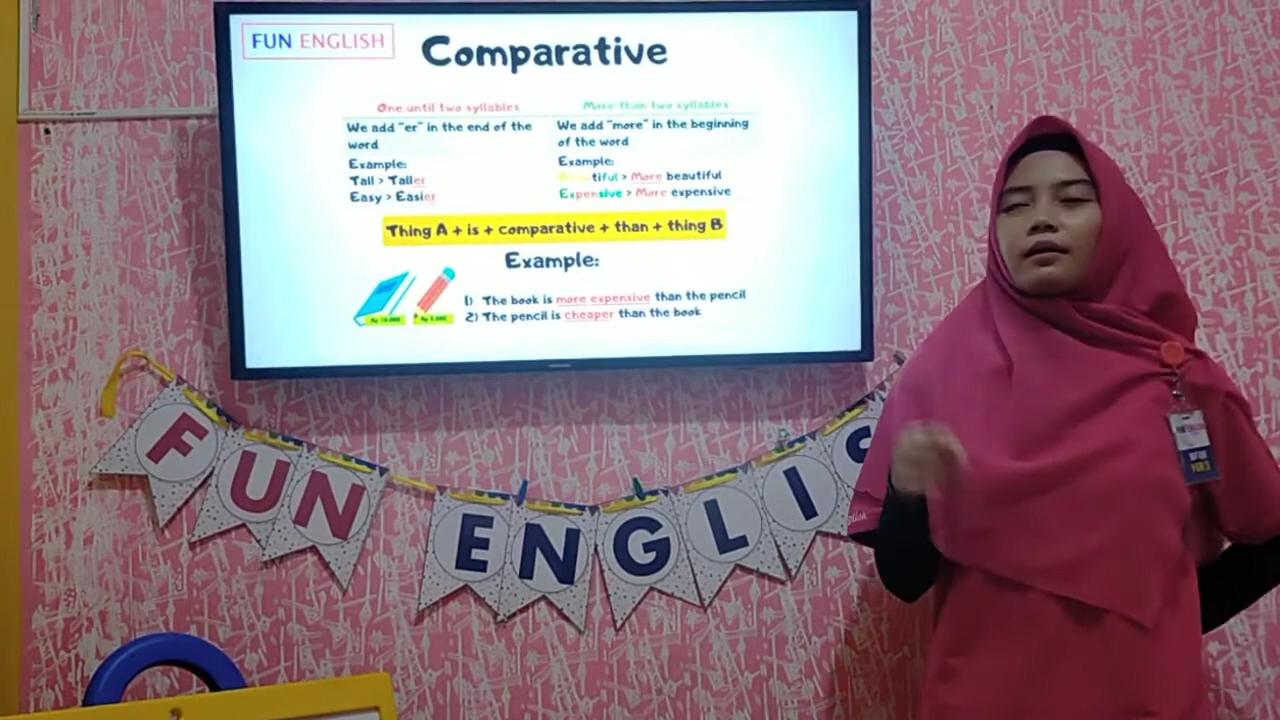 FUN ENGLISH
Comparative
One until two syllables
We add "er" in the end of the
word
Example:
Tall > Taller
Easy > Easier
More than two syllables
We add "more" in the beginning
of the word
Example:
Beautiful > More beautiful
Expensive > More expensive
Thing A + is + comparative + than + thing B
Example:
1) The book is more expensive than the pencil
2) The pencil is cheaper than the book
FUN ENGLIS